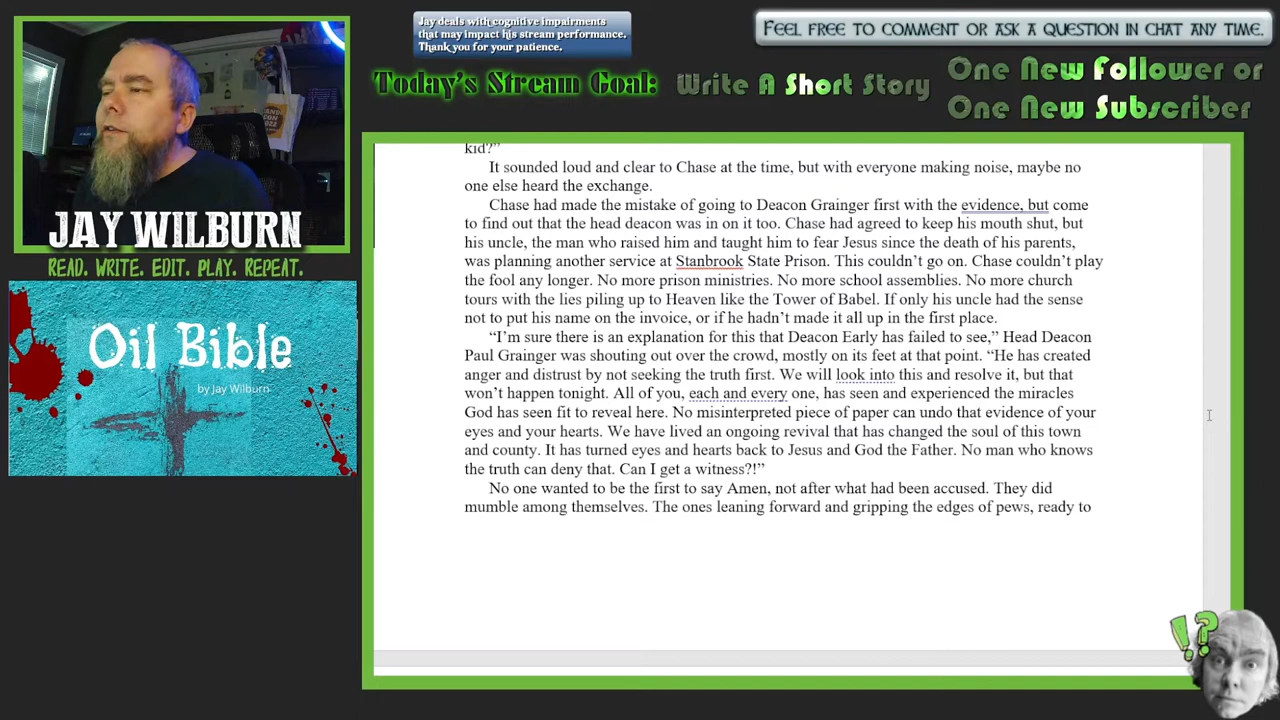 Jay deals with cognitive impairments
that may impact his stream performance.
Thank you for your patience.
Feel free to comment or ask a question in chat any time.
Today's Stream Goal:
Write A Short Story
One New Follower or
One New Subscriber
JAY WILBURN
READ. WRITE. EDIT. PLAY. REPEAT.
Oil Bible
by Jay Wilburn
kid?”
It sounded loud and clear to Chase at the time, but with everyone making noise, maybe no
one else heard the exchange.
Chase had made the mistake of going to Deacon Grainger first with the evidence, but come
to find out that the head deacon was in on it too. Chase had agreed to keep his mouth shut, but
his uncle, the man who raised him and taught him to fear Jesus since the death of his parents,
was planning another service at Stanbrook State Prison. This couldn’t go on. Chase couldn’t play
the fool any longer. No more prison ministries. No more school assemblies. No more church
tours with the lies piling up to Heaven like the Tower of Babel. If only his uncle had the sense
not to put his name on the invoice, or if he hadn’t made it all up in the first place.
“I’m sure there is an explanation for this that Deacon Early has failed to see,” Head Deacon
Paul Grainger was shouting out over the crowd, mostly on its feet at that point. “He has created
anger and distrust by not seeking the truth first. We will look into this and resolve it, but that
won’t happen tonight. All of you, each and every one, has seen and experienced the miracles
God has seen fit to reveal here. No misinterpreted piece of paper can undo that evidence of your
eyes and your hearts. We have lived an ongoing revival that has changed the soul of this town
and county. It has turned eyes and hearts back to Jesus and God the Father. No man who knows
the truth can deny that. Can I get a witness?!”
No one wanted to be the first to say Amen, not after what had been accused. They did
mumble among themselves. The ones leaning forward and gripping the edges of pews, ready to
!?